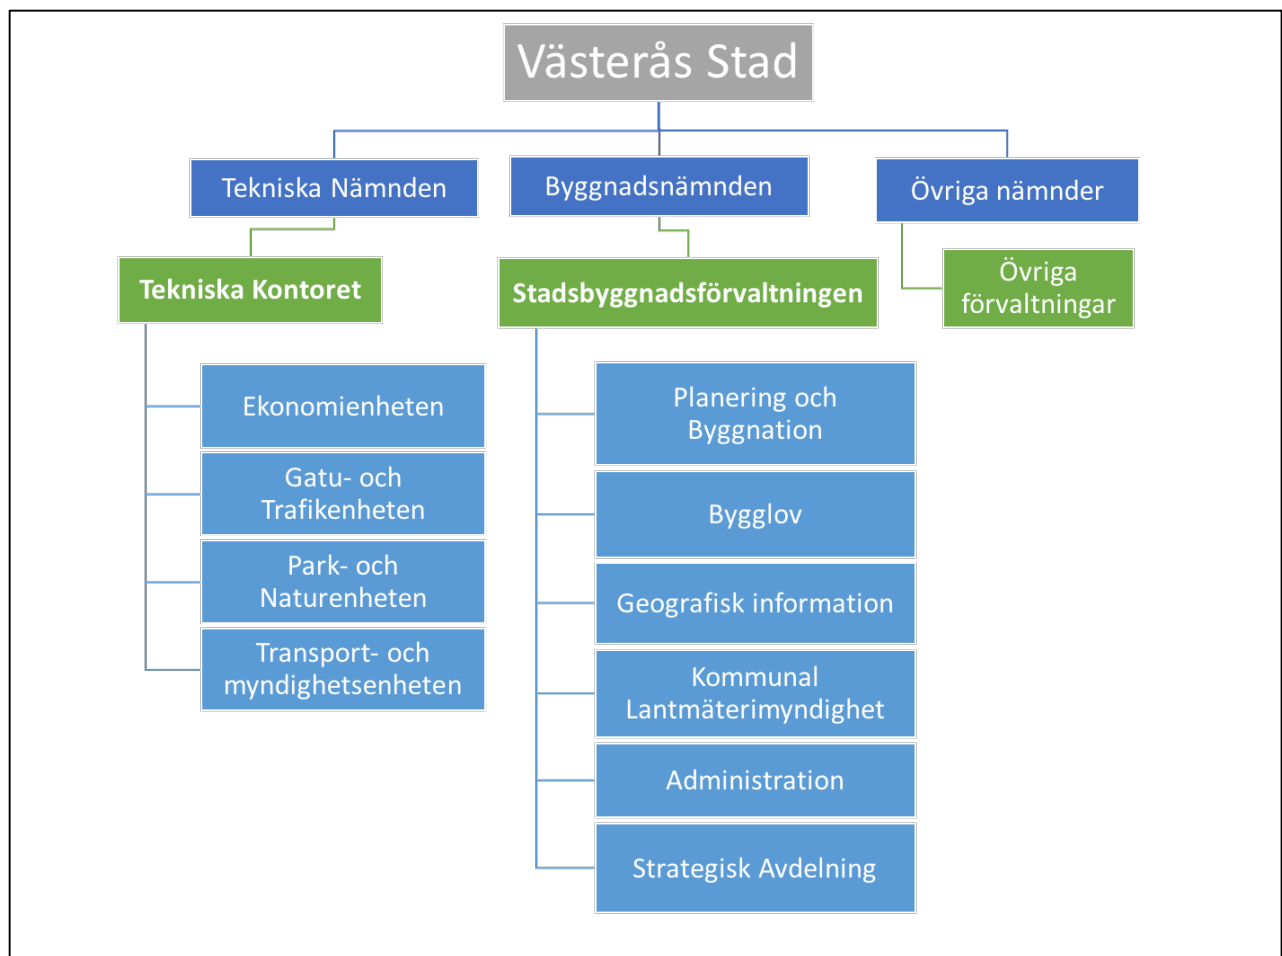 Västerås Stad
Tekniska Nämnden
Byggnadsnämnden
Övriga nämnder
Tekniska Kontoret
Stadsbyggnadsförvaltningen
Övriga
förvaltningar
Ekonomienheten
Gatu- och
Trafikenheten
Park- och
Naturenheten
Transport- och
myndighetsenheten
Planering och
Byggnation
Bygglov
Geografisk information
Kommunal
Lantmäterimyndighet
Administration
Strategisk Avdelning